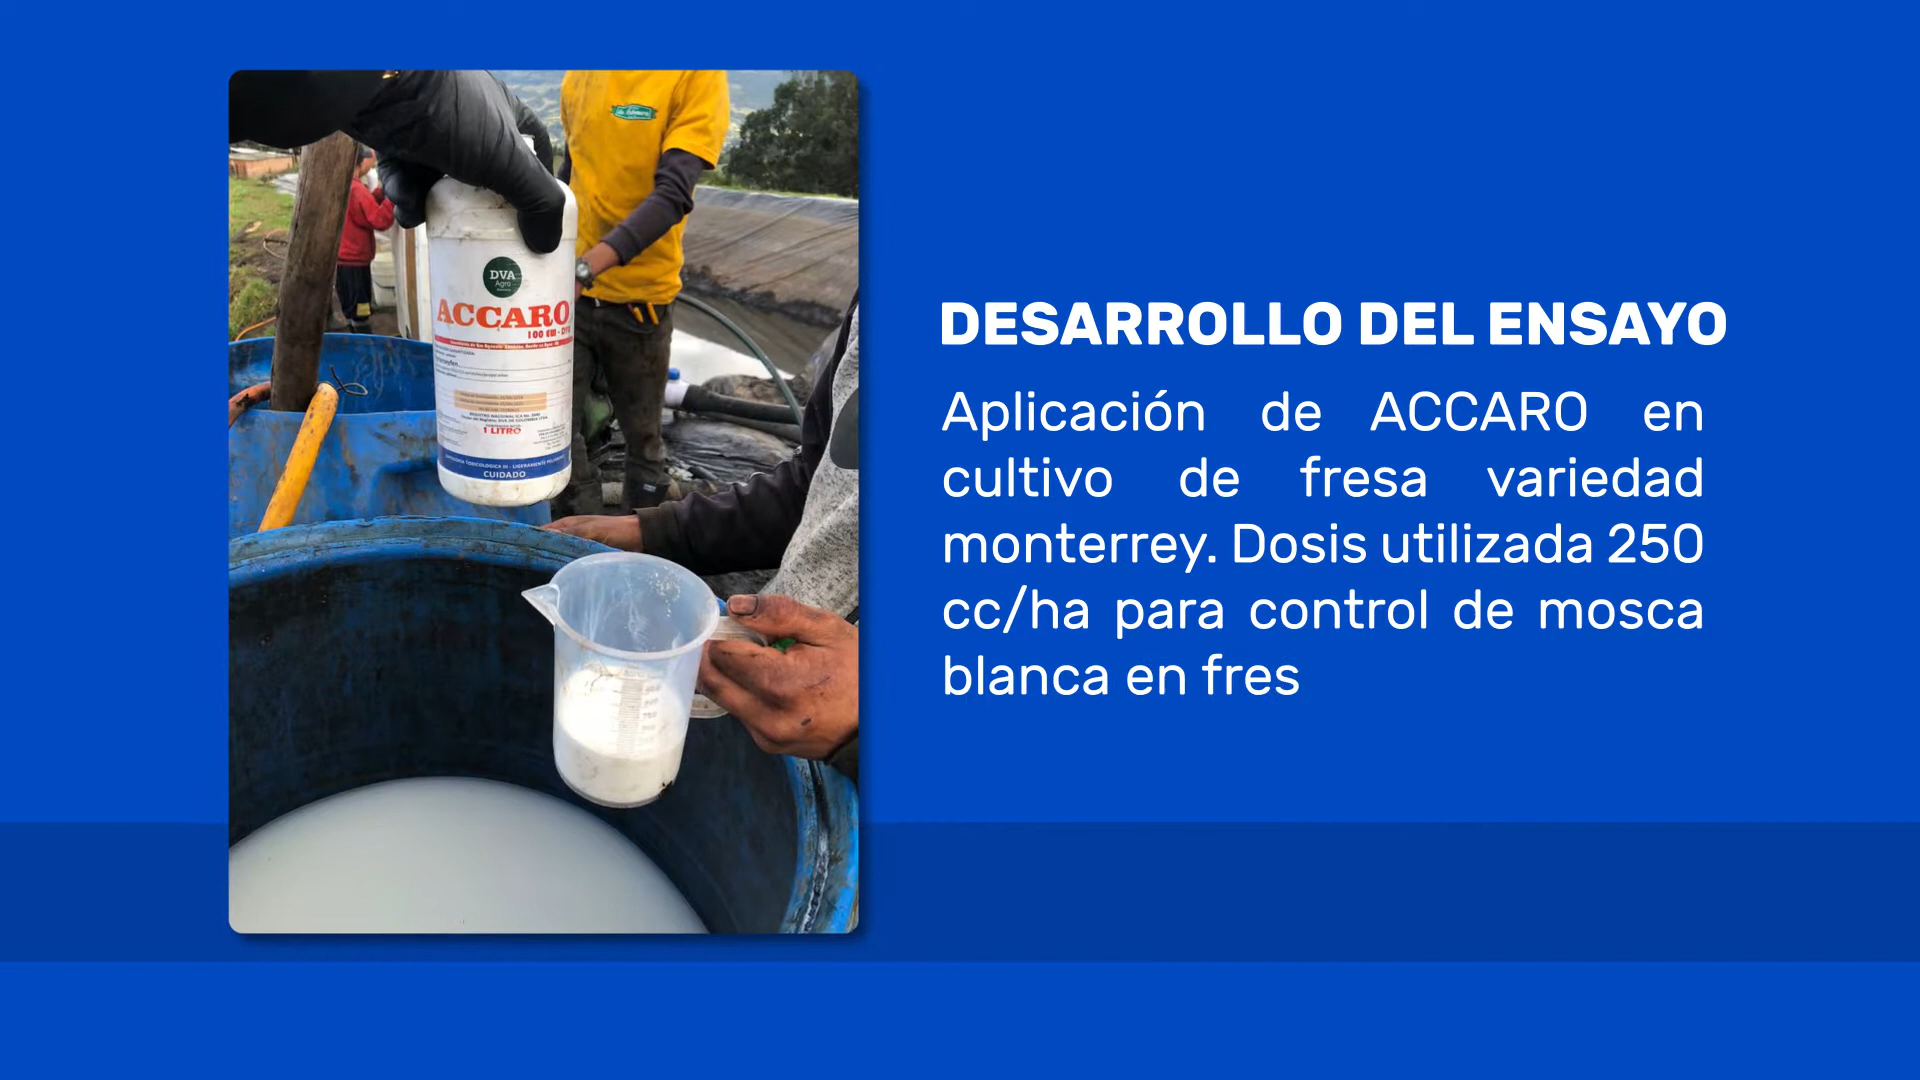 DVA
Agro
ACCARO
100 EW - DVA
1 LITRO
CUIDADO
DESARROLLO DEL ENSAYO
Aplicación de ACCARO en
cultivo de fresa variedad
monterrey. Dosis utilizada 250
cc/ha para control de mosca
blanca en fres